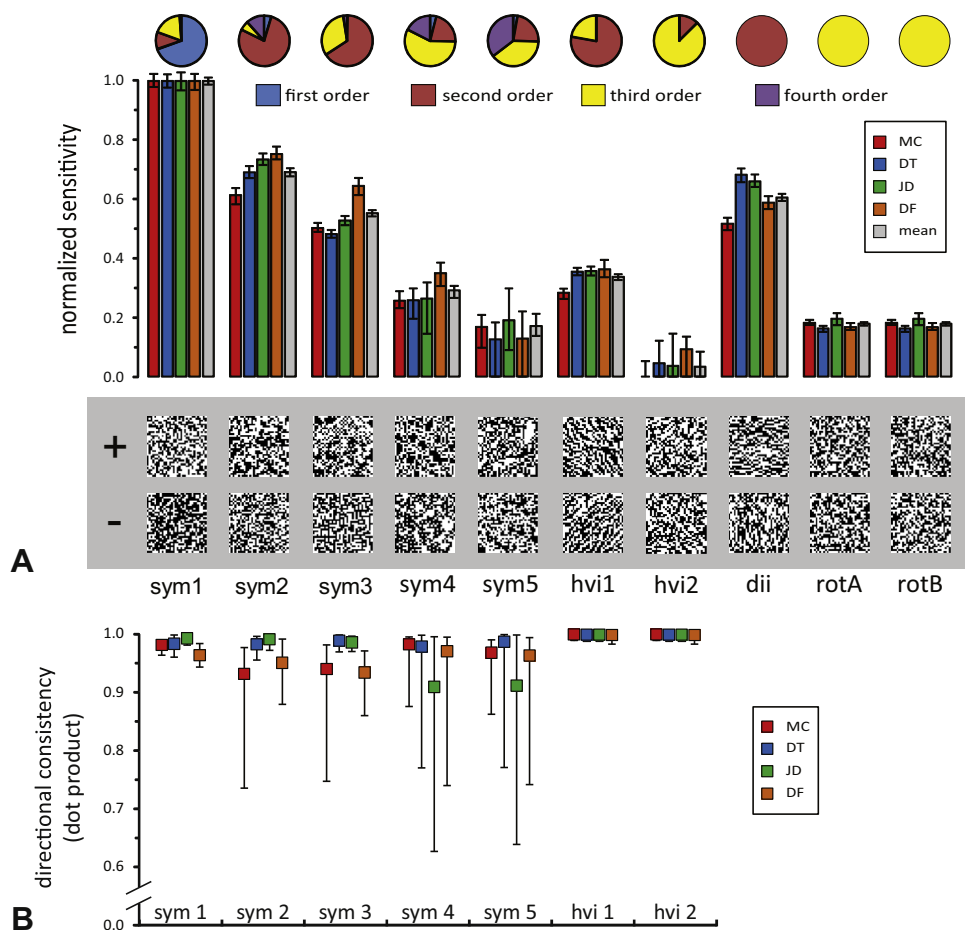 first order
second order
third order
fourth order
normalized sensitivity
1.0
0.8
0.6
0.4
0.2
0.0
MC
DT
JD
DF
mean
+
-
A
sym1 sym2 sym3 sym4 sym5 hvi1 hvi2 dii rotA rotB
directional consistency
(dot product)
1.0
0.9
0.8
0.7
0.6
0.0
MC
DT
JD
DF
B
sym 1 sym 2 sym 3 sym 4 sym 5 hvi 1 hvi 2